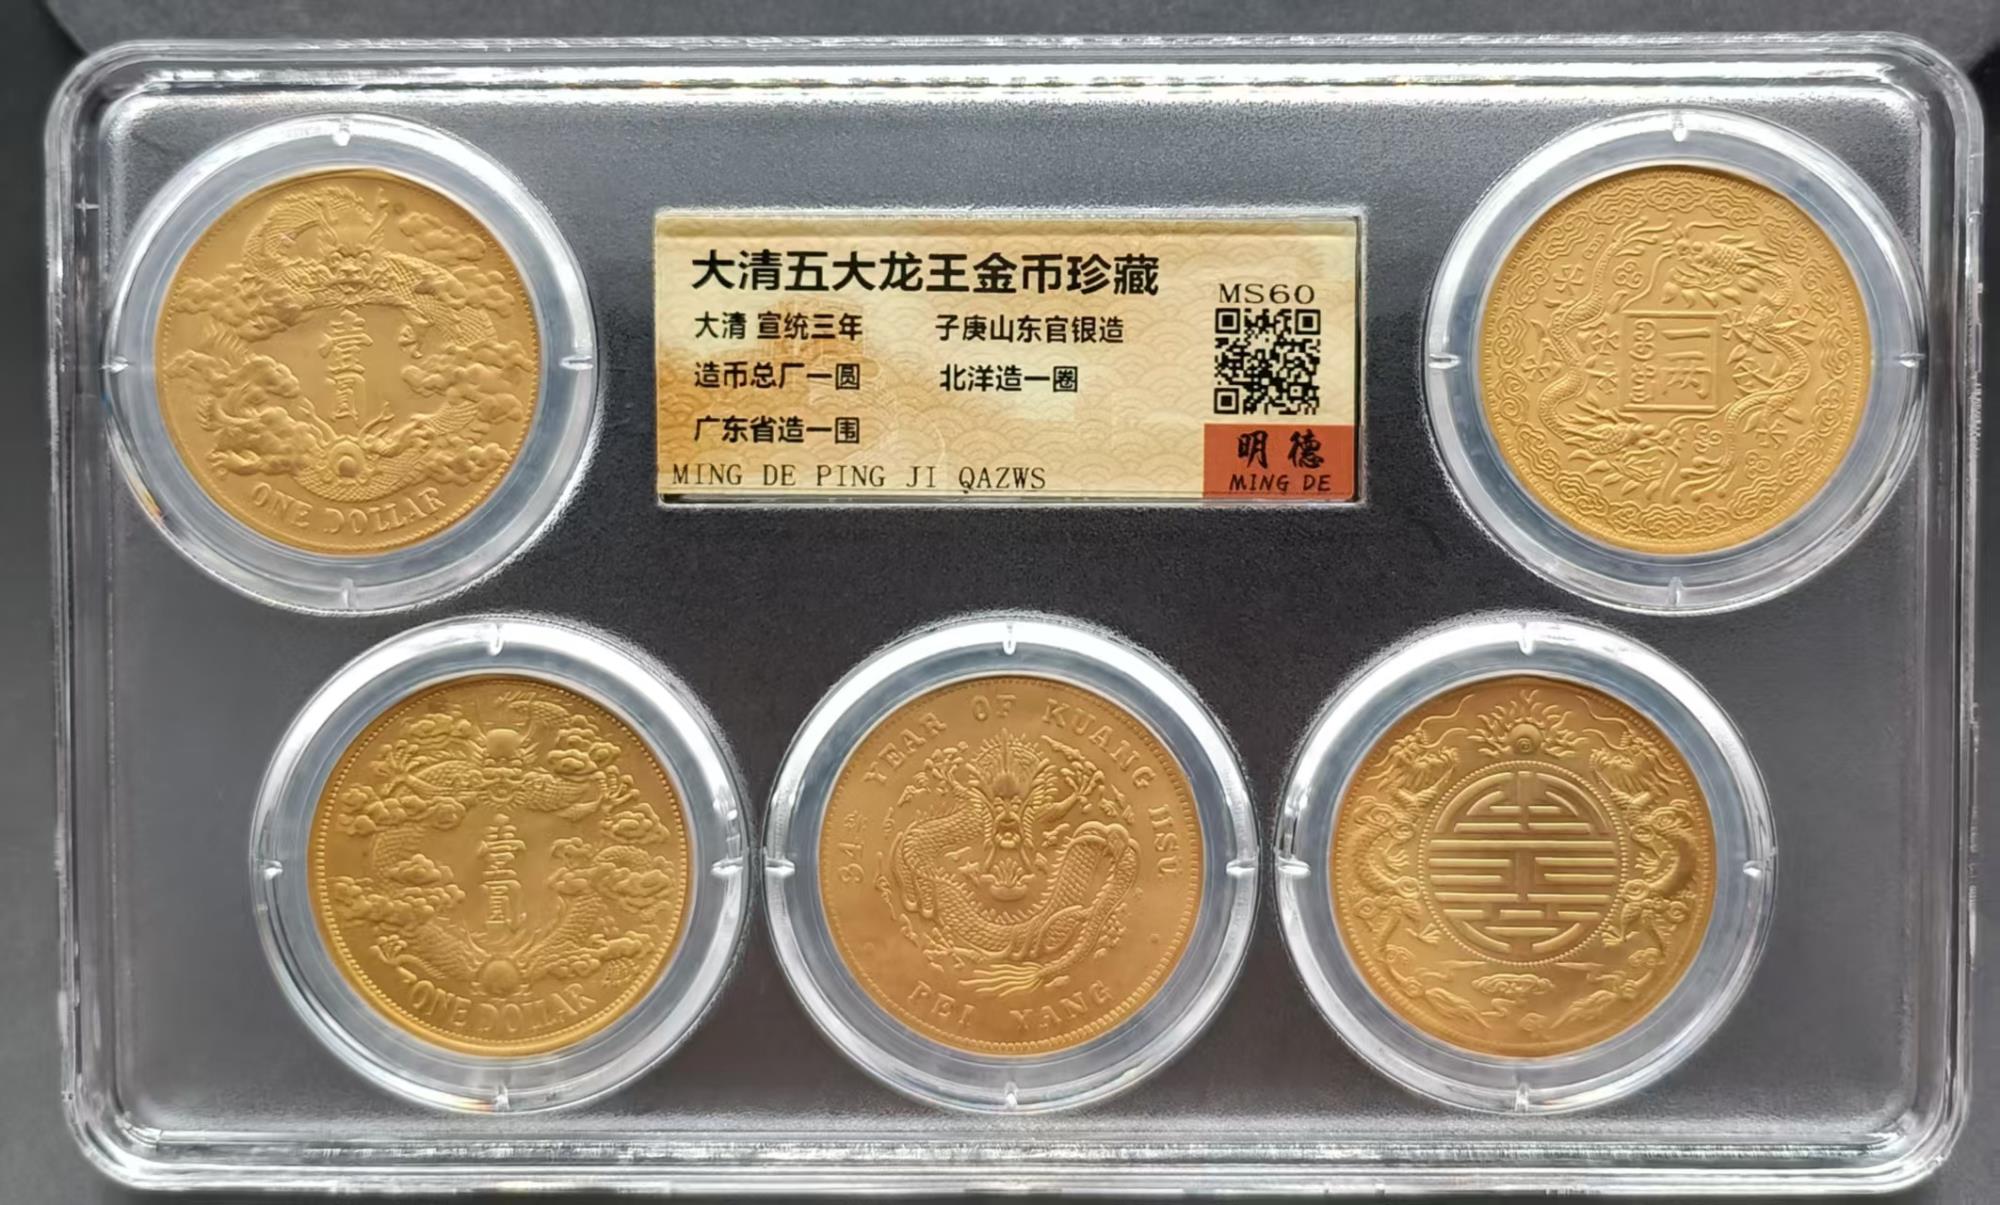 大清五大龙王金币珍藏
MS60
大清 宣统三年
子庚山东官银造
造币总厂一圆
北洋造一圈
广东省造一围
MING DE PING JI QAZWS
明德
MING DE
壹圓
ONE DOLLAR
一两
壹圓
ONE DOLLAR
34TH YEAR OF KUANG HSU
PEI YANG